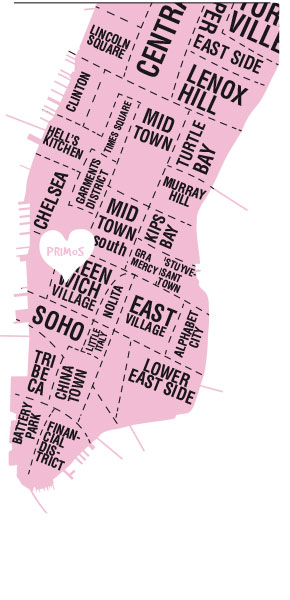 LINCOLN
SQUARE
CENTRA
PER
VILLE
EAST SIDE
CLINTON
LENOX
HILL
TIMES SQUARE
MID
TOWN
TURTLE
BAY
HELL'S
KITCHEN
GARMENTS
DISTRICT
CHELSEA
MURRAY
HILL
MID
TOWN
south
KIPS
BAY
GRA
MERCY
STUYVE-
SANT
TOWN
PRIMOS
EEN
WICH
VILLAGE
NOLITA
EAST
VILLAGE
ALPHABET
CITY
SOHO
LITTLE
ITALY
TRI
BE
CA
CHINA
TOWN
LOWER
EAST SIDE
BATTERY
PARK
FINAN-
CIAL
DIS-
TRICT